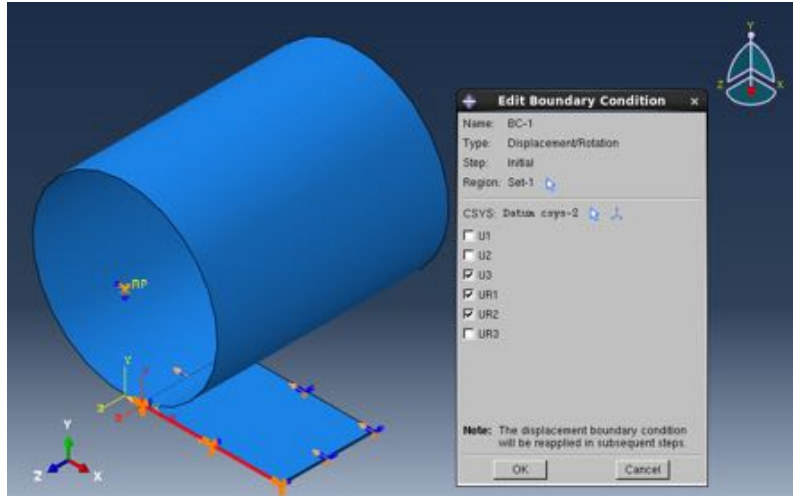 Edit Boundary Condition
Name: BC-1
Type: Displacement/Rotation
Step: Initial
Region: Set-1
CSYS: Datum csys-2
U1
U2
U3
UR1
UR2
UR3
Note: The displacement boundary condition
will be reapplied in subsequent steps.
OK
Cancel
RP
Y
Z
X
Y
Z
X
Y